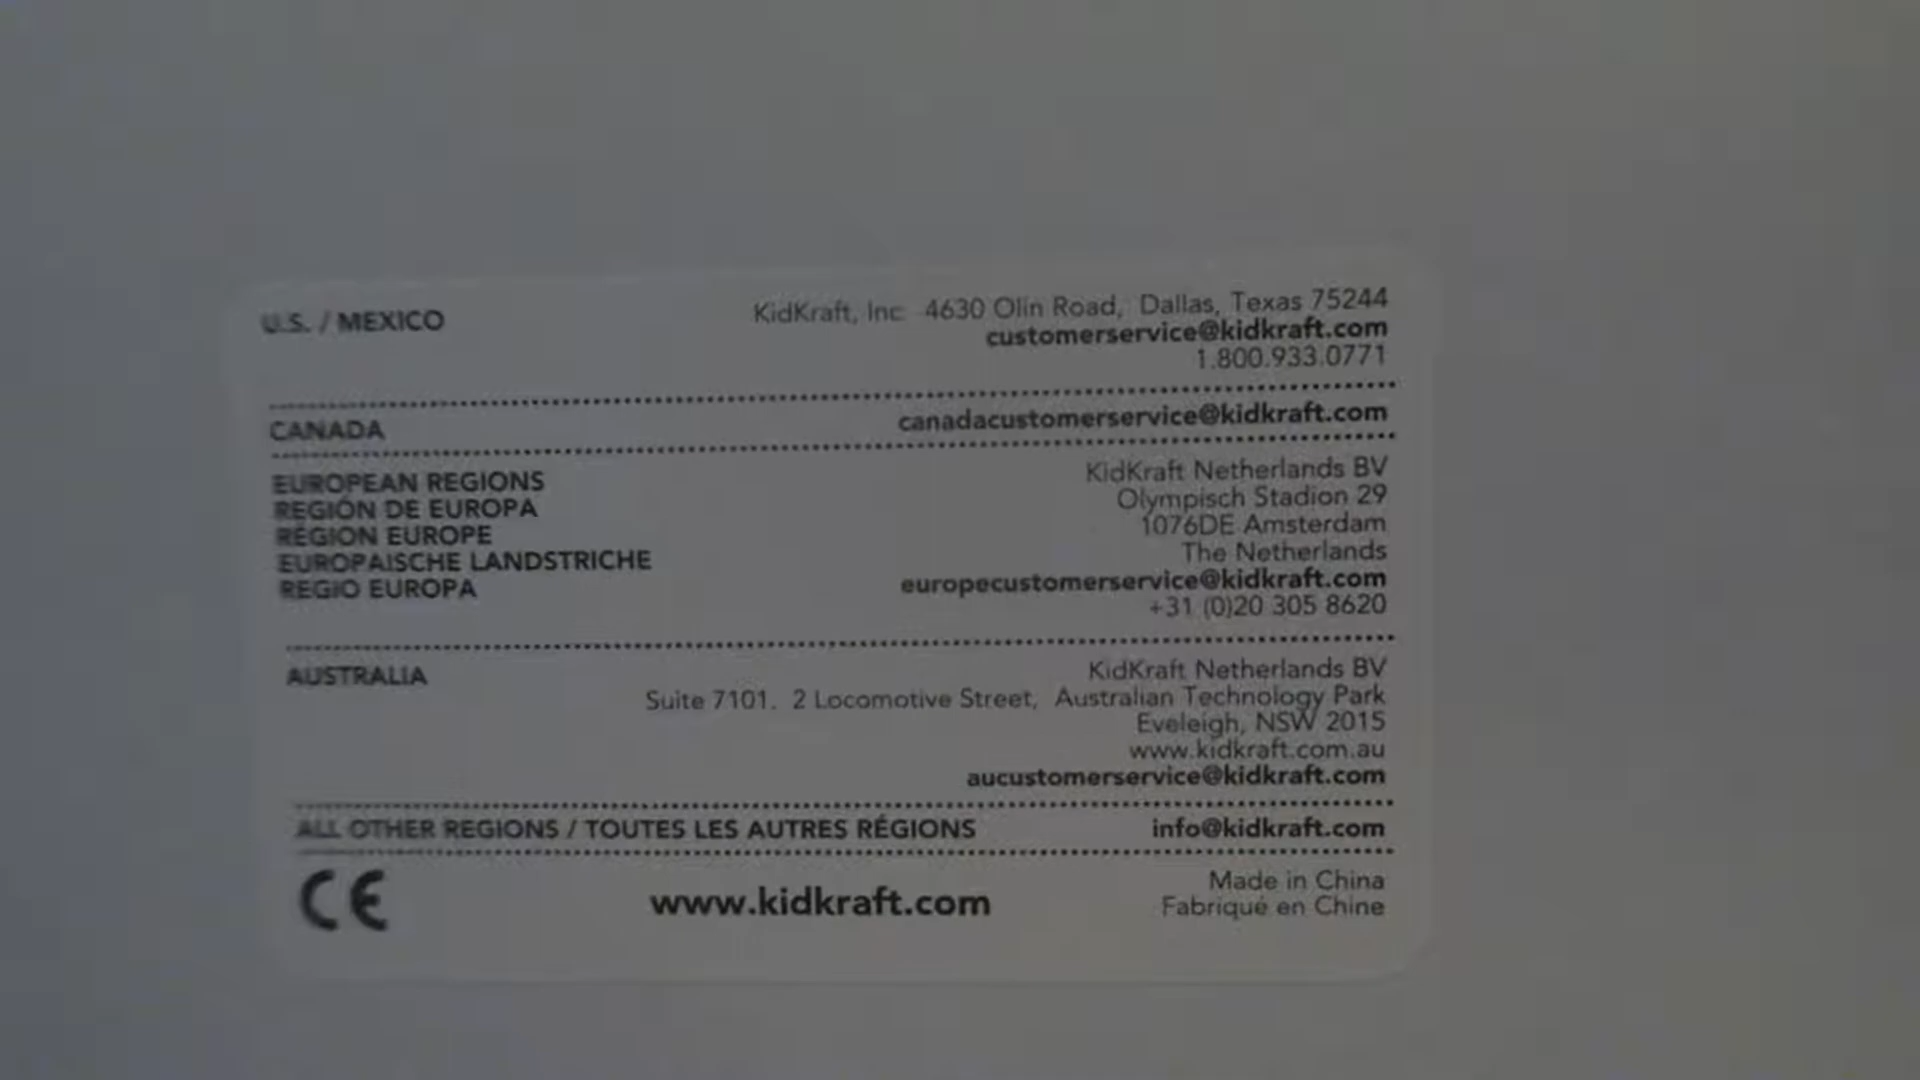 U.S. / MEXICO
KidKraft, Inc 4630 Olin Road, Dallas, Texas 75244
customerservice@kidkraft.com
1.800.933.0771
CANADA
canadacustomerservice@kidkraft.com
EUROPEAN REGIONS
REGIÓN DE EUROPA
RÉGION EUROPE
EUROPAISCHE LANDSTRICHE
REGIO EUROPA
KidKraft Netherlands BV
Olympisch Stadion 29
1076DE Amsterdam
The Netherlands
europecustomerservice@kidkraft.com
+31 (0)20 305 8620
AUSTRALIA
KidKraft Netherlands BV
Suite 7101. 2 Locomotive Street, Australian Technology Park
Eveleigh, NSW 2015
www.kidkraft.com.au
aucustomerservice@kidkraft.com
ALL OTHER REGIONS / TOUTES LES AUTRES RÉGIONS
info@kidkraft.com
CE
www.kidkraft.com
Made in China
Fabriqué en Chine